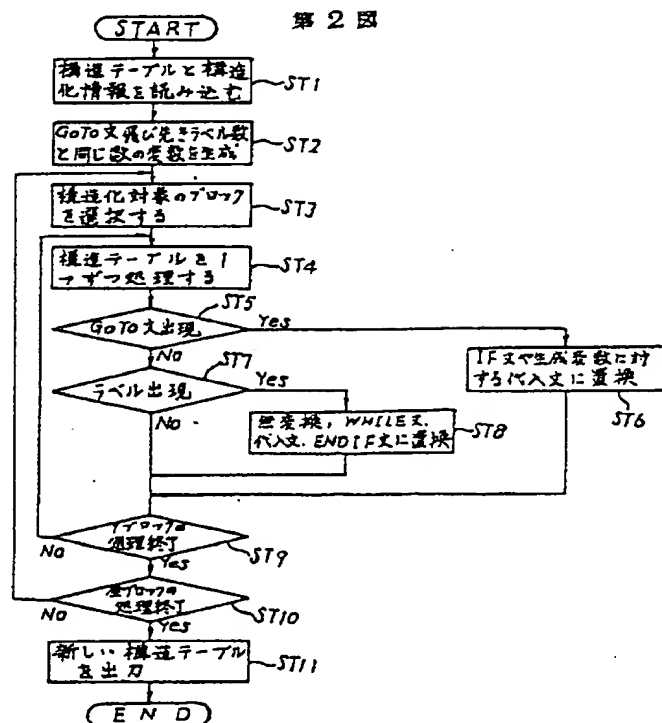 第2図
START
構造テーブルと構造
化情報を読み込む
ST1
GoTo文飛び先きラベル数
と同じ数の変数を生成
ST2
構造化対象のブロック
を選択する
ST3
構造テーブルを1
つずつ処理する
ST4
ST5
GoTo文出現
Yes
No
IF文や生成変数に対
する代入文に置換
ST6
ST7
ラベル出現
Yes
No
無変換,WHILE文,
代入文,ENDIF文に置換
ST8
ブロックの
処理終了
No
Yes
ST9
全ブロックの
処理終了
No
Yes
ST10
新しい構造テーブル
を出力
ST11
END